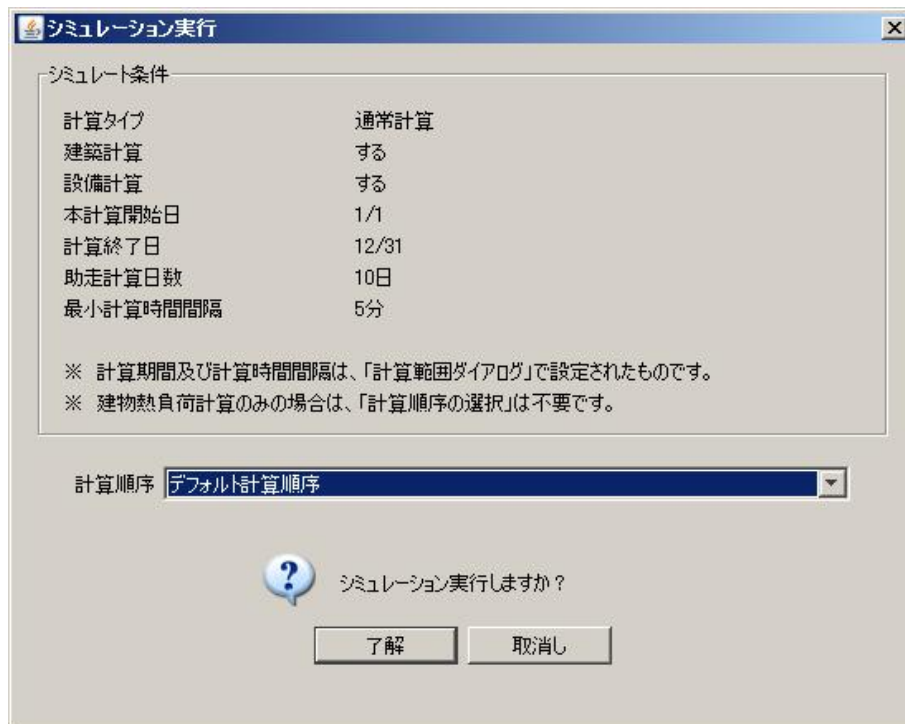 シミュレーション実行
シミュレート条件
計算タイプ 通常計算
建築計算 する
設備計算 する
本計算開始日 1/1
計算終了日 12/31
助走計算日数 10日
最小計算時間間隔 5分
※ 計算期間及び計算時間間隔は、「計算範囲ダイアログ」で設定されたものです。
※ 建物熱負荷計算のみの場合は、「計算順序の選択」は不要です。
計算順序 デフォルト計算順序
シミュレーション実行しますか？
了解 取消し